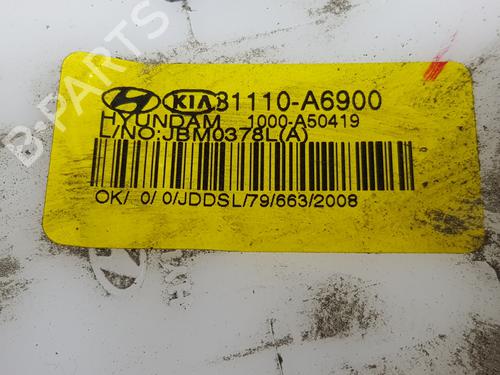 KIA 31110-A6900
HYUNDAM 1000-A50419
L/NO:JBM0378L(A)
OK/ 0/ 0/JDDSL/79/663/2008
B-Parts